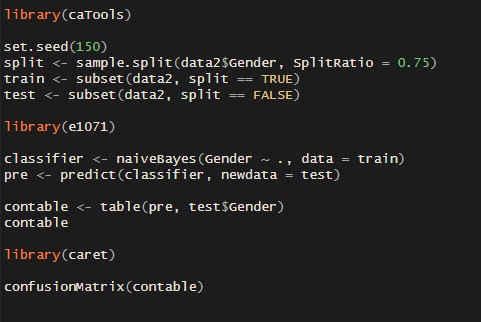 library(caTools)
set.seed(150)
split <- sample.split(data2$Gender, SplitRatio = 0.75)
train <- subset(data2, split == TRUE)
test <- subset(data2, split == FALSE)
library(e1071)
classifier <- naiveBayes(Gender ~ ., data = train)
pre <- predict(classifier, newdata = test)
contable <- table(pre, test$Gender)
contable
library(caret)
confusionMatrix(contable)